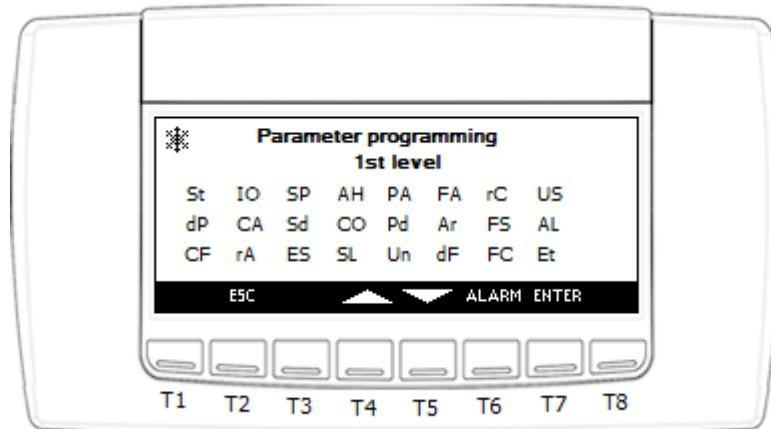 Parameter programming
1st level
St IO SP AH PA FA rC US
dP CA Sd CO Pd Ar FS AL
CF rA ES SL Un dF FC Et
ESC ALARM ENTER
T1 T2 T3 T4 T5 T6 T7 T8